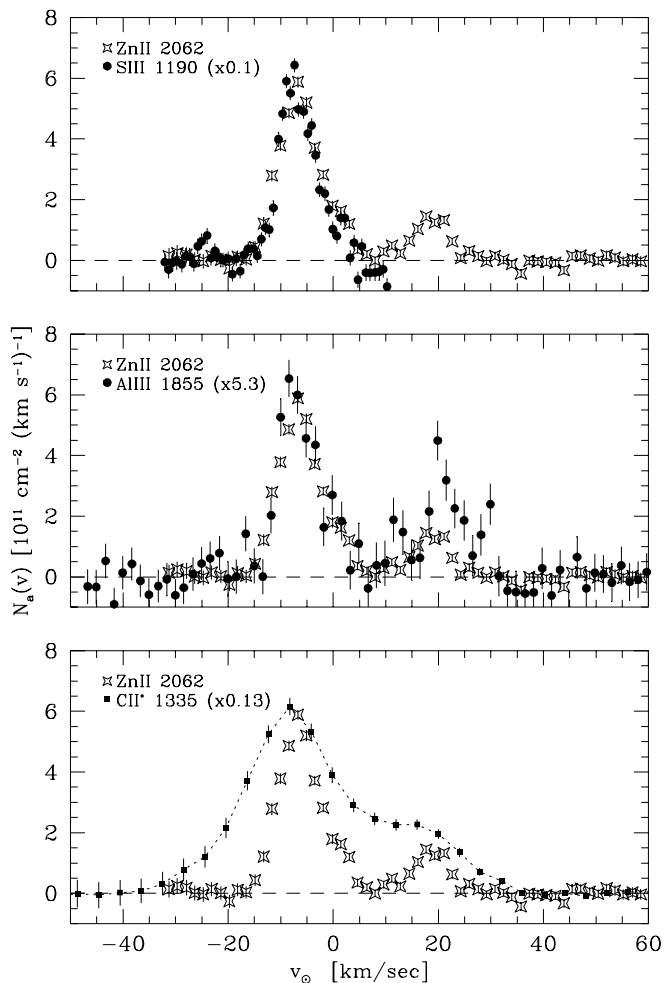 8
6
4
2
0
ZnII 2062
SIII 1190 (x0.1)
8
6
4
2
0
ZnII 2062
AlIII 1855 (x5.3)
Nₐ(v) [10¹¹ cm⁻² (km s⁻¹)⁻¹]
8
6
4
2
0
ZnII 2062
CII* 1335 (x0.13)
−40 −20 0 20 40 60
v☉ [km/sec]